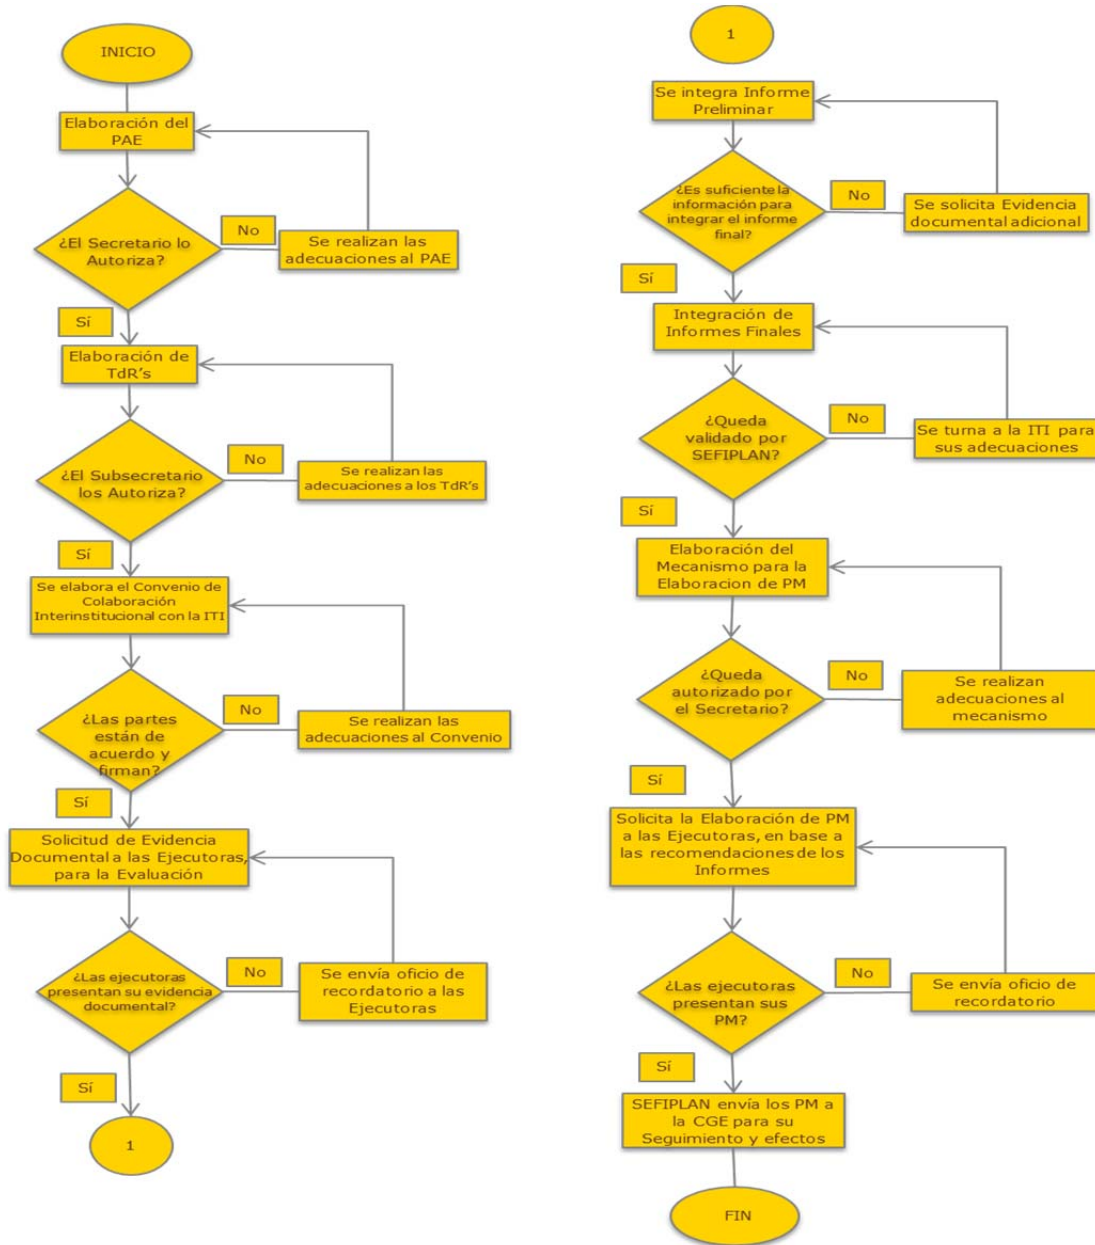 INICIO
Elaboración del
PAE
¿El Secretario lo
Autoriza?
No
Se realizan las
adecuaciones al PAE
Sí
Elaboración de
TdR's
¿El Subsecretario
los Autoriza?
No
Se realizan las
adecuaciones a los TdR's
Sí
Se elabora el Convenio de
Colaboración
Interinstitucional con la ITI
¿Las partes
están de
acuerdo y
firman?
No
Se realizan las
adecuaciones al Convenio
Sí
Solicitud de Evidencia
Documental a las Ejecutoras,
para la Evaluación
¿Las ejecutoras
presentan su evidencia
documental?
No
Se envía oficio de
recordatorio a las
Ejecutoras
Sí
1
1
Se integra Informe
Preliminar
¿Es suficiente la
información para
integrar el informe
final?
No
Se solicita Evidencia
documental adicional
Sí
Integración de
Informes Finales
¿Queda
validado por
SEFIPLAN?
No
Se turna a la ITI para
sus adecuaciones
Sí
Elaboración del
Mecanismo para la
Elaboracion de PM
¿Queda
autorizado por
el Secretario?
No
Se realizan
adecuaciones al
mecanismo
Sí
Solicita la Elaboración de PM
a las Ejecutoras, en base a
las recomendaciones de los
Informes
¿Las ejecutoras
presentan sus
PM?
No
Se envía oficio de
recordatorio
Sí
SEFIPLAN envía los PM a
la CGE para su
Seguimiento y efectos
FIN